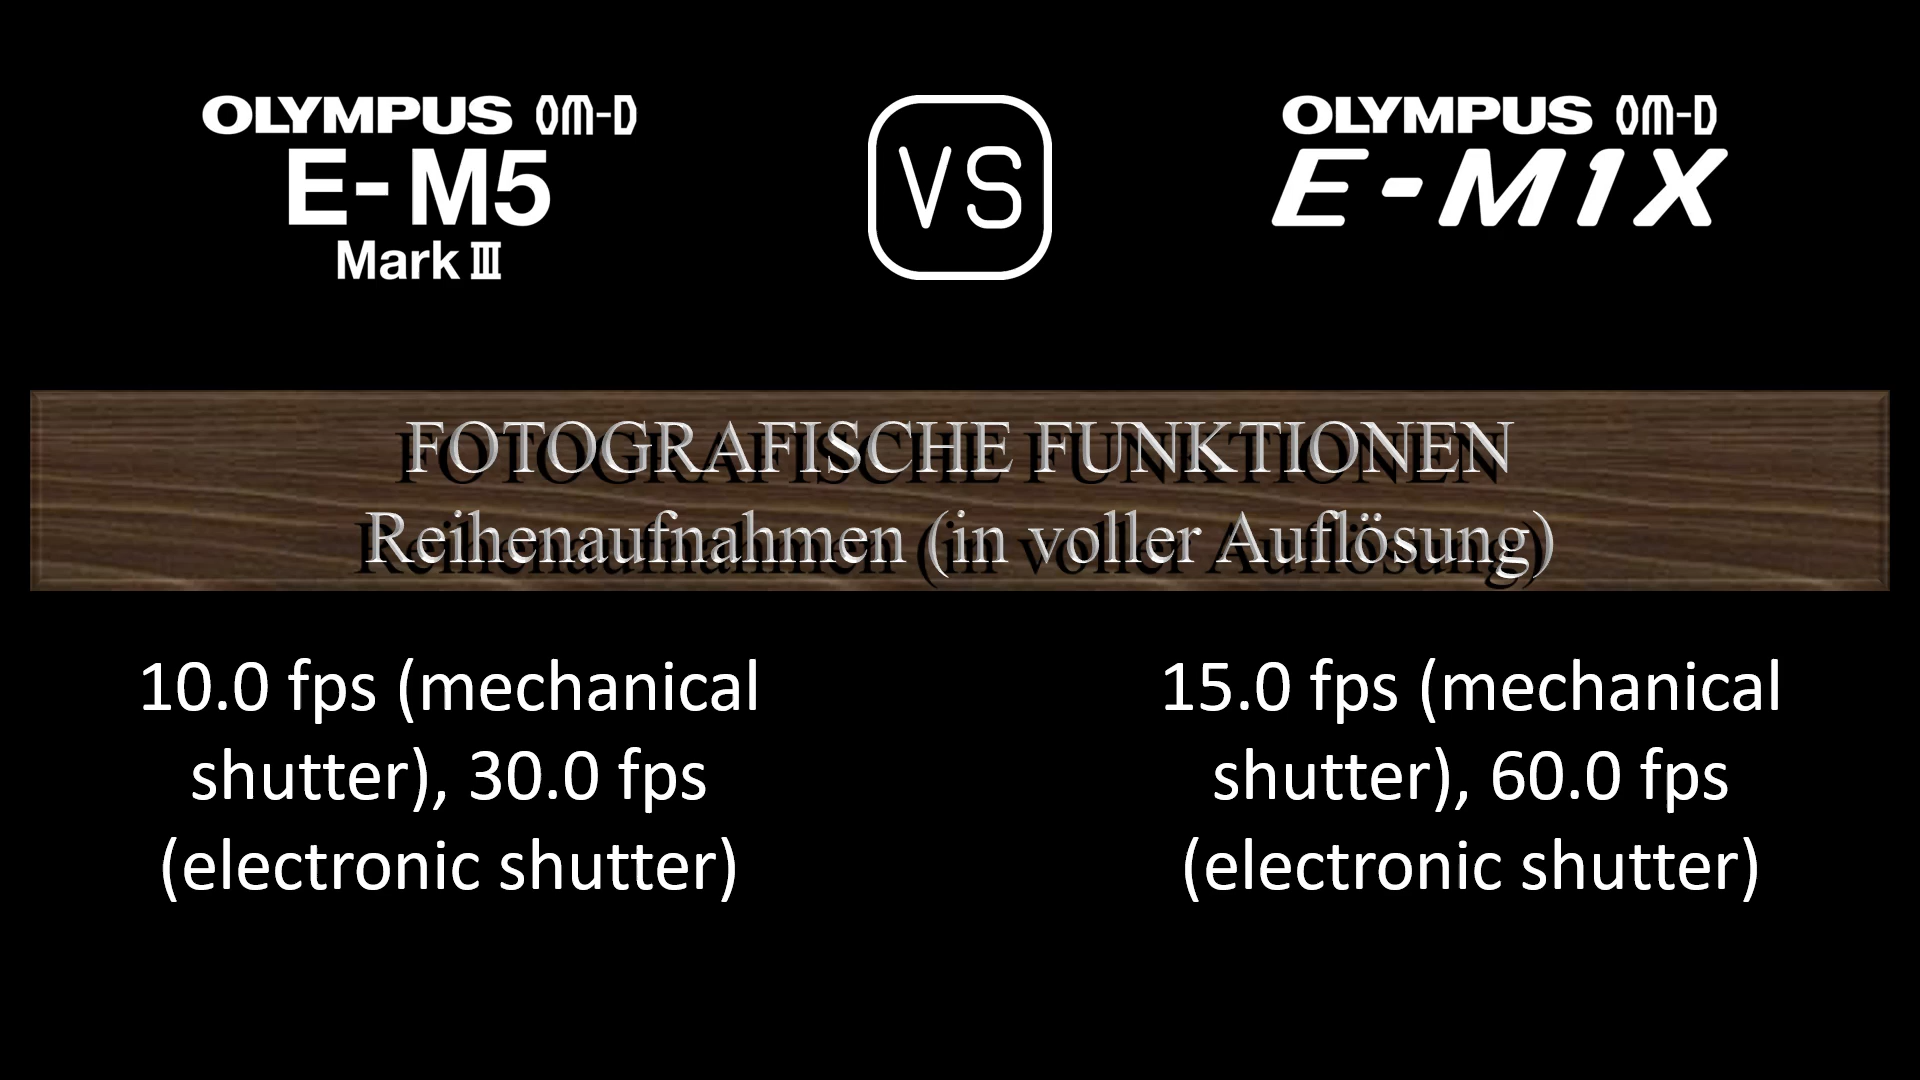 OLYMPUS OM-D
E-M5
Mark III
VS
OLYMPUS OM-D
E-M1X
FOTOGRAFISCHE FUNKTIONEN
Reihenaufnahmen (in voller Auflösung)
10.0 fps (mechanical
shutter), 30.0 fps
(electronic shutter)
15.0 fps (mechanical
shutter), 60.0 fps
(electronic shutter)